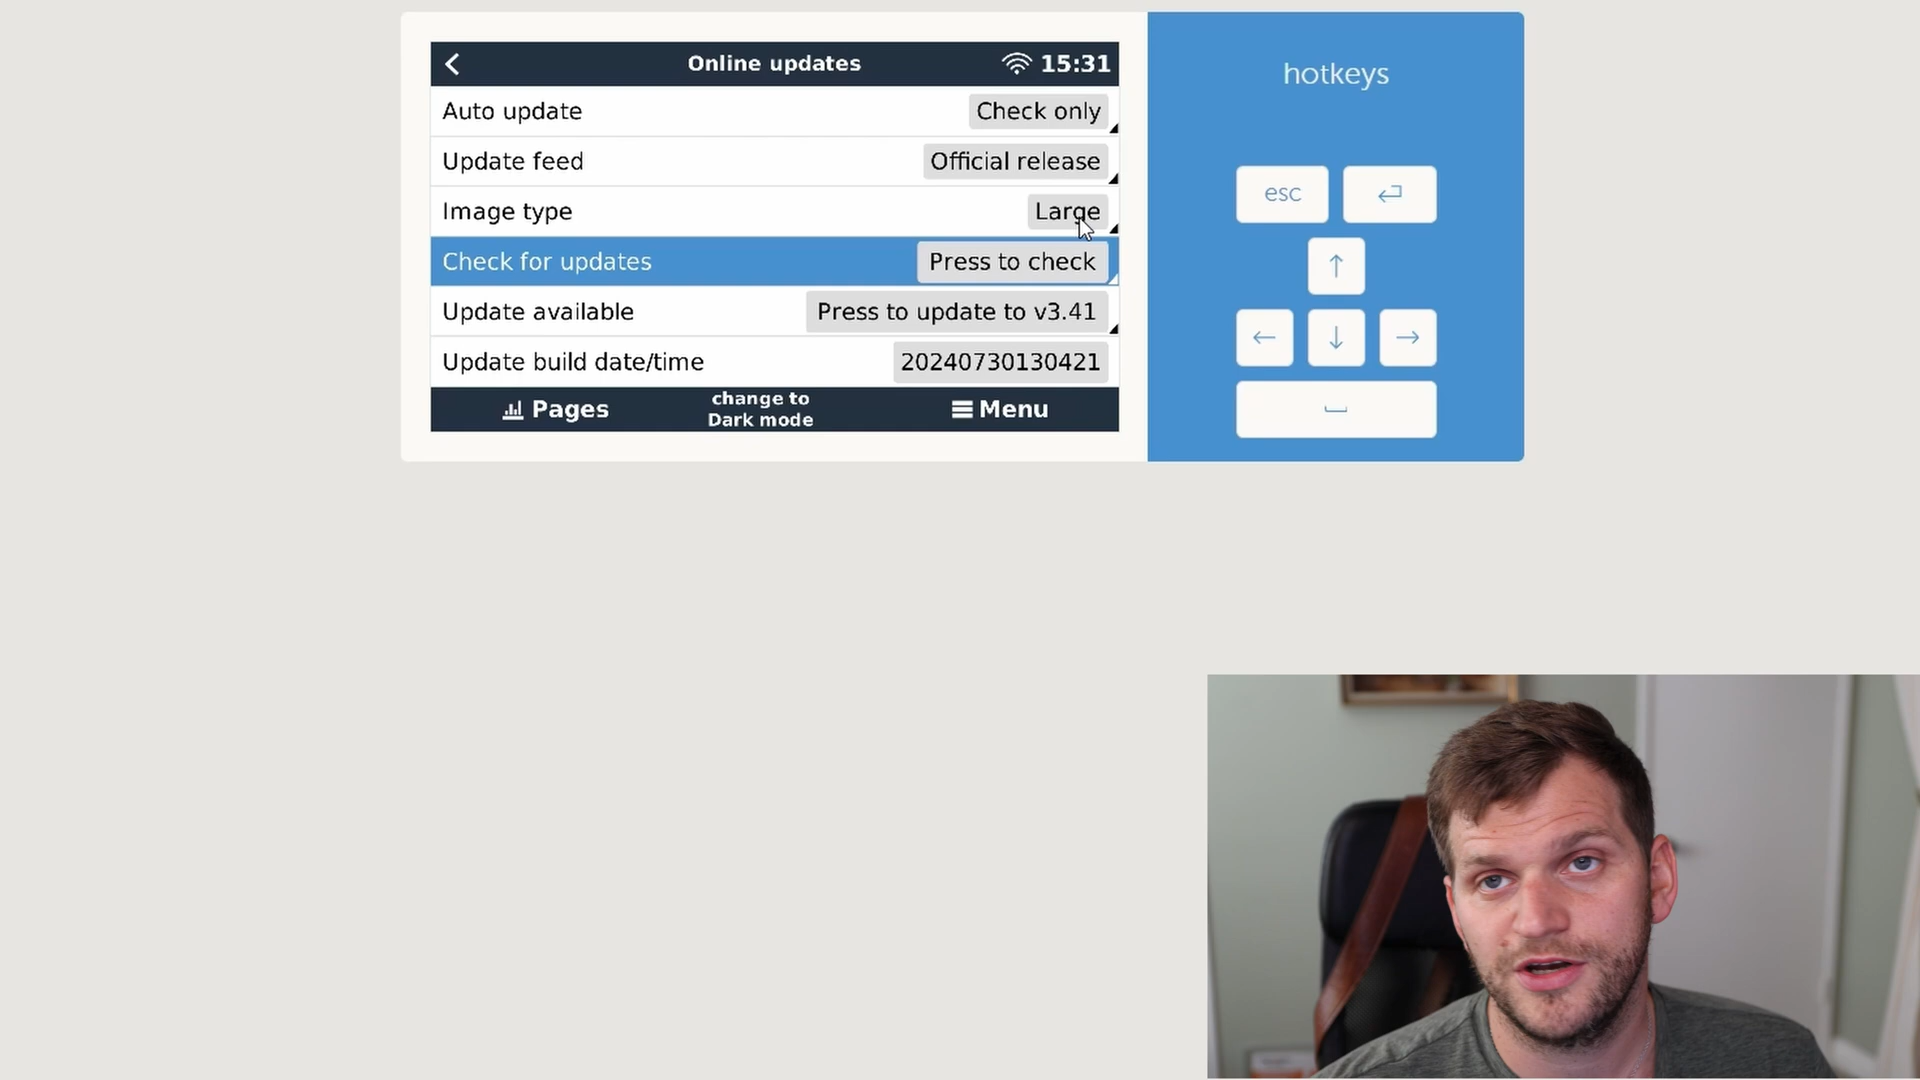 Online updates
15:31
Auto update
Check only
Update feed
Official release
Image type
Large
Check for updates
Press to check
Update available
Press to update to v3.41
Update build date/time
20240730130421
Pages
change to
Dark mode
Menu
hotkeys
esc